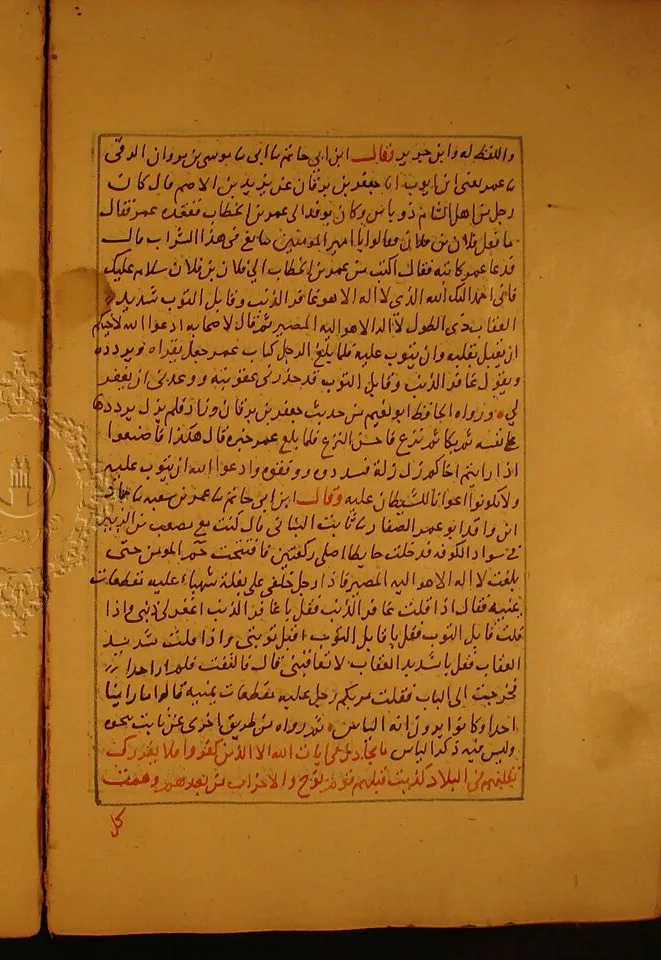 واللفظ له وابن جرير وقال ابن ابي حاتم ثنا ابي ثنا موسى بن مروان الرقي
ثنا عمر يعني ابن ايوب انا جعفر بن برقان عن يزيد بن الاصم قال كان
رجل من اهل الشام ذو باس وكان يوفد الى عمر بن الخطاب ففقده عمر فقال
ما فعل فلان بن فلان فقالوا يا امير المومنين تتابع في هذا الشراب قال
فدعا عمر كاتبه فقال اكتب من عمر بن الخطاب الي فلان بن فلان سلام عليك
فاني احمد اليك الله الذي لا اله الا هو غافر الذنب وقابل التوب شديد
العقاب ذي الطول لا اله الا هو اليه المصير ثم قال لاصحابه ادعوا الله لاخيكم
ان يقبل بقلبه وان يتوب عليه فلما بلغ الرجل كتاب عمر جعل يقراه ويردده
ويقول غافر الذنب وقابل التوب قد حذرني عقوبته ووعدني ان يغفر
لي ورواه الحافظ ابو نعيم من حديث جعفر بن برقان وزاد فلم يزل يرددها
على نفسه ثم بكا ثم نزع فاحسن النزع فلما بلغ عمر خبره قال هكذا فاصنعوا
اذا رايتم اخاكم زل زلة فسددوه ووفقوه وادعوا الله ان يتوب عليه
ولا تكونوا اعوانا للشيطان عليه وقال ابن ابي حاتم ثنا عمر بن شبه ثنا حماد
ابن واقد ابو عمر الصفار ثنا ثابت البناني قال كنت مع مصعب بن الزبير
في سواد الكوفه فدخلت حايطا اصلي ركعتين فافتتحت حم المومن حتى
بلغت لا اله الا هو اليه المصير فاذا رجل خلفي على بغلة شهباء عليه مقطعات
يمنيه فقال اذا قلت غافر الذنب فقل يا غافر الذنب اغفر لي ذنبي واذا
قلت قابل التوب فقل يا قابل التوب اقبل توبتي واذا قلت شديد
العقاب فقل يا شديد العقاب لا تعاقبني قال فالتفت فلم ار احدا
فخرجت الى الباب فقلت مر بكم رجل عليه مقطعات يمنيه قالوا ما راينا
احدا وكانوا يرون انه الياس ثم رواه من طريق اخرى عن ثابت بنحوه
وليس فيه ذكر الياس ما يجادل في ايات الله الا الذين كفروا فلا يغررك
تقلبهم في البلاد كذبت قبلهم قوم نوح والاحزاب من بعدهم وهمت
كل